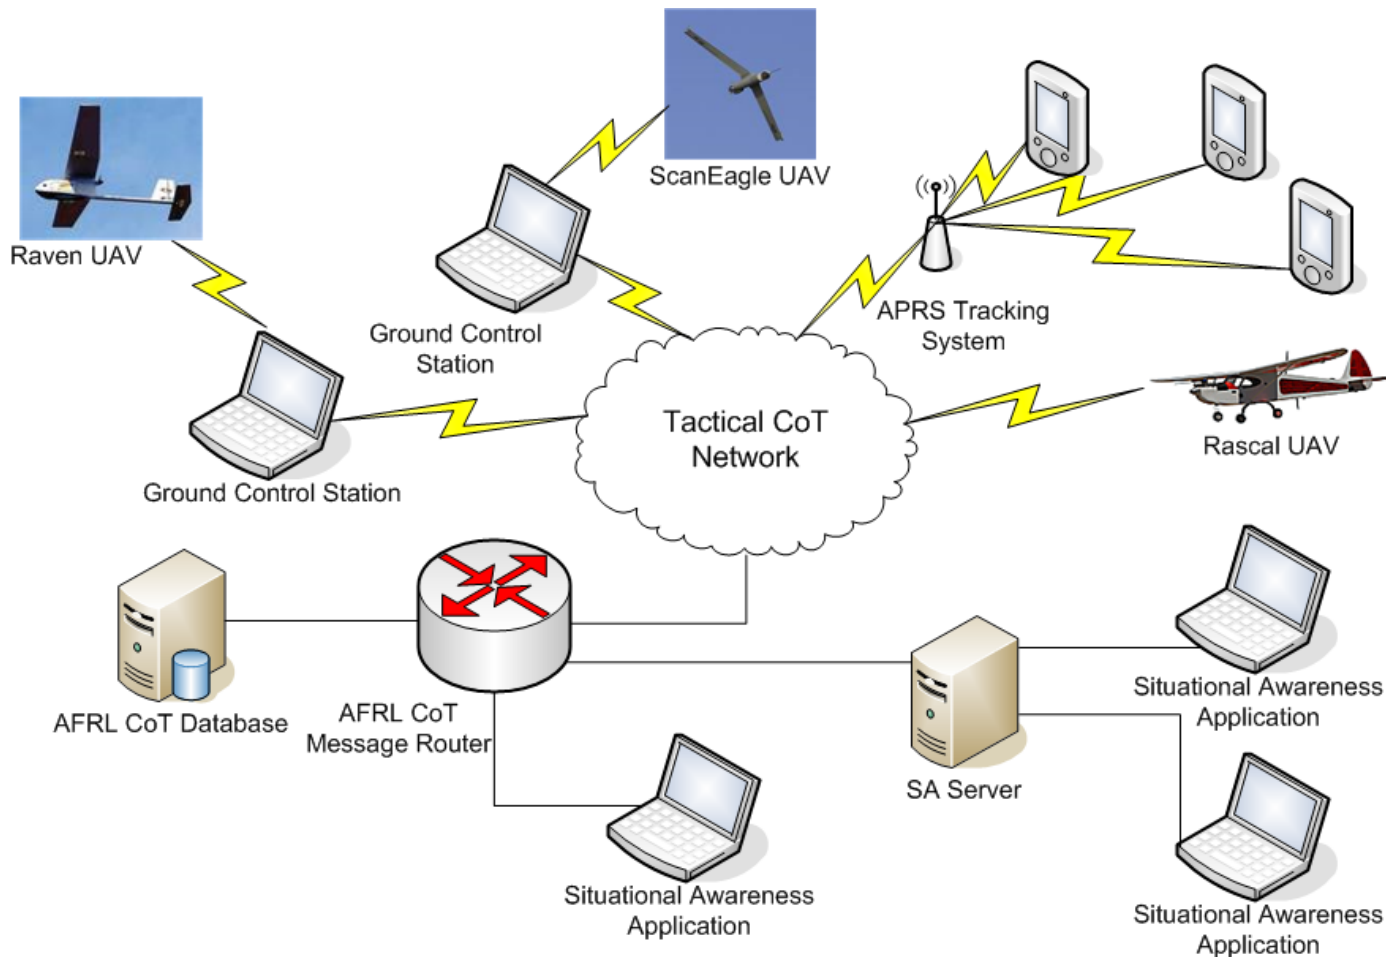 ScanEagle UAV
Raven UAV
Ground Control
Station
APRS Tracking
System
Tactical CoT
Network
Rascal UAV
Ground Control Station
AFRL CoT Database
AFRL CoT
Message Router
SA Server
Situational Awareness
Application
Situational Awareness
Application
Situational Awareness
Application